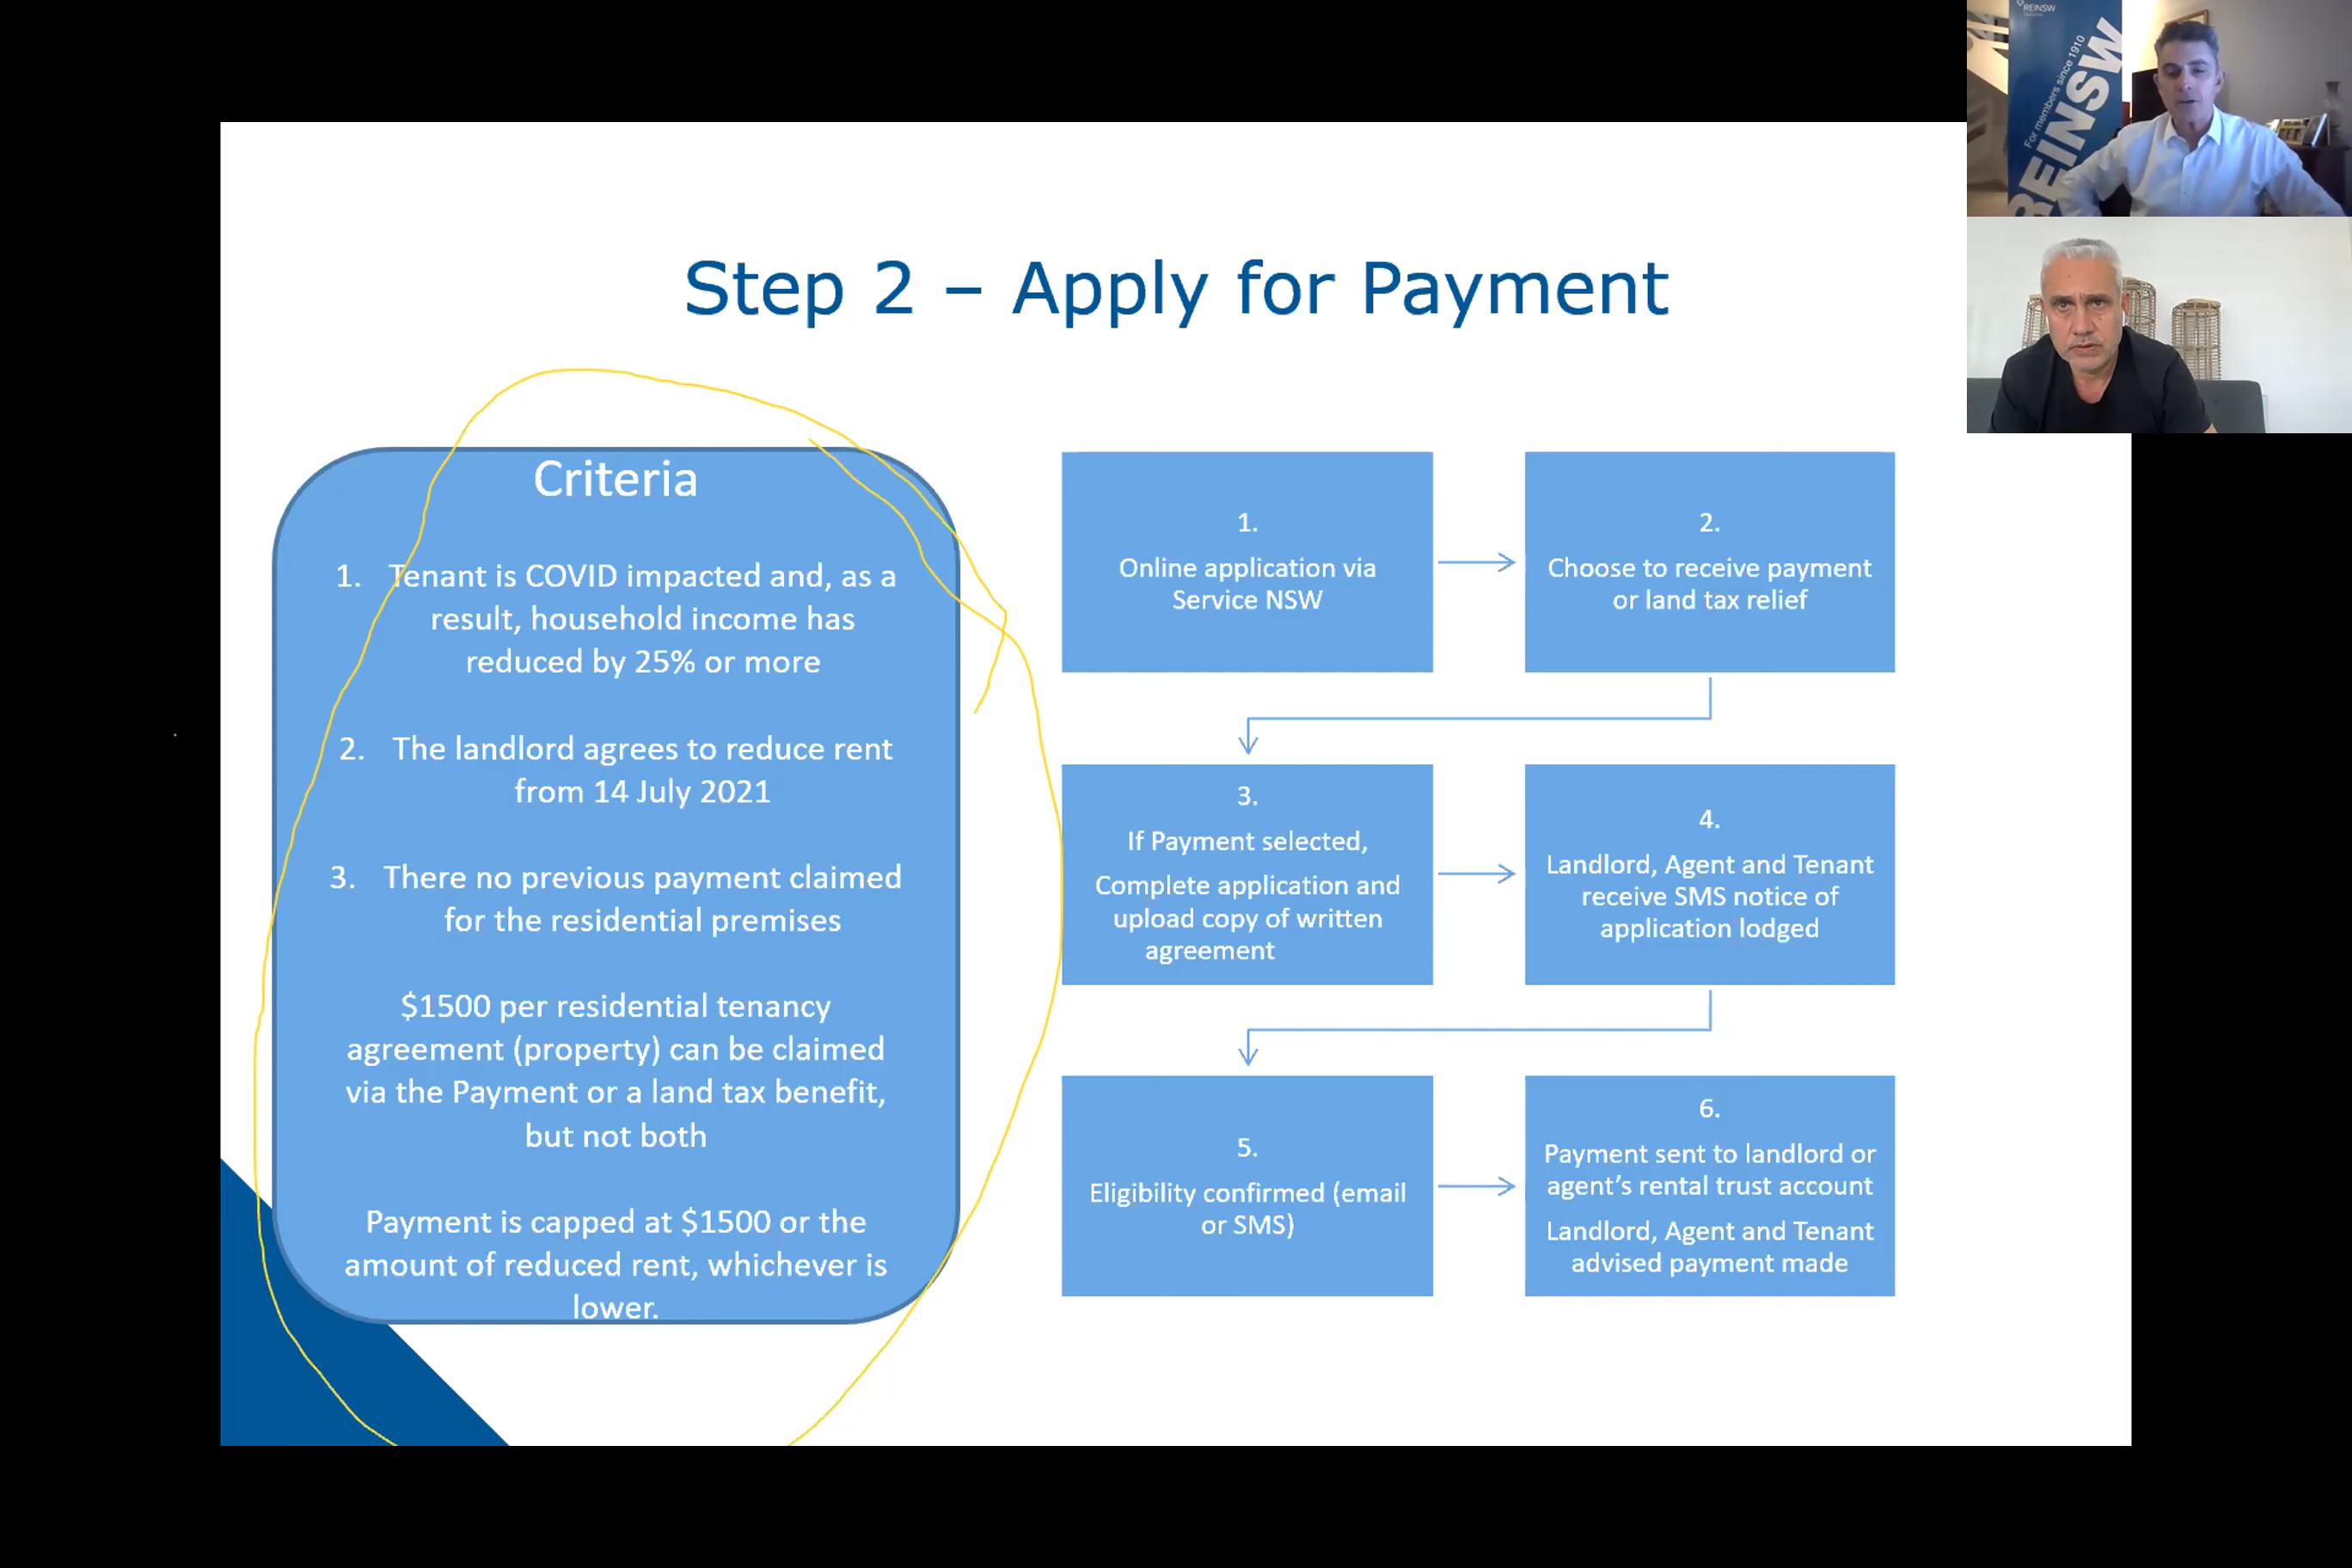 Step 2 – Apply for Payment
Criteria
1. Tenant is COVID impacted and, as a
result, household income has
reduced by 25% or more
2. The landlord agrees to reduce rent
from 14 July 2021
3. There no previous payment claimed
for the residential premises
$1500 per residential tenancy
agreement (property) can be claimed
via the Payment or a land tax benefit,
but not both
Payment is capped at $1500 or the
amount of reduced rent, whichever is
lower.
1.
Online application via
Service NSW
2.
Choose to receive payment
or land tax relief
3.
If Payment selected,
Complete application and
upload copy of written
agreement
4.
Landlord, Agent and Tenant
receive SMS notice of
application lodged
5.
Eligibility confirmed (email
or SMS)
6.
Payment sent to landlord or
agent’s rental trust account
Landlord, Agent and Tenant
advised payment made
REINSW
For members since 1910
REINSW